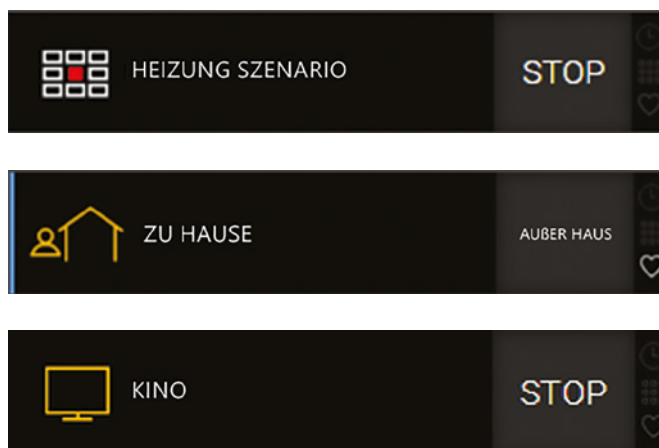 HEIZUNG SZENARIO
STOP
ZU HAUSE
AUßER HAUS
KINO
STOP